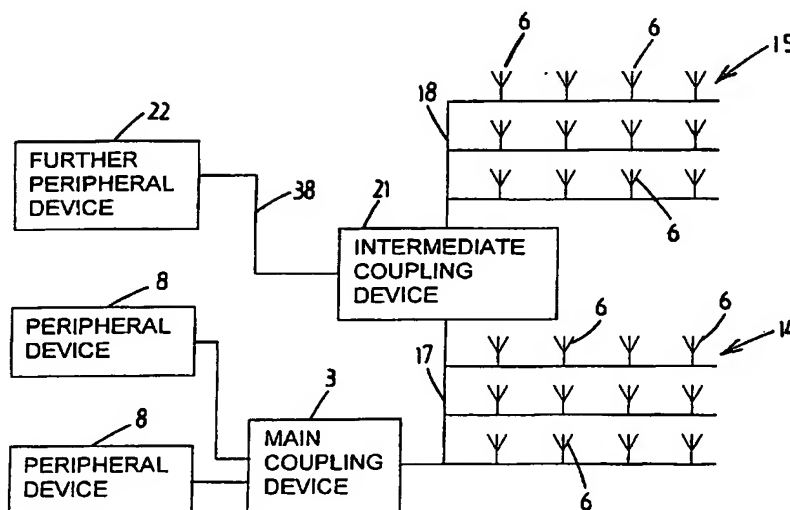 6
6
15
18
22
FURTHER
PERIPHERAL
DEVICE
38
21
6
INTERMEDIATE
COUPLING
DEVICE
8
PERIPHERAL
DEVICE
6
6
14
17
3
8
MAIN
COUPLING
DEVICE
PERIPHERAL
DEVICE
6